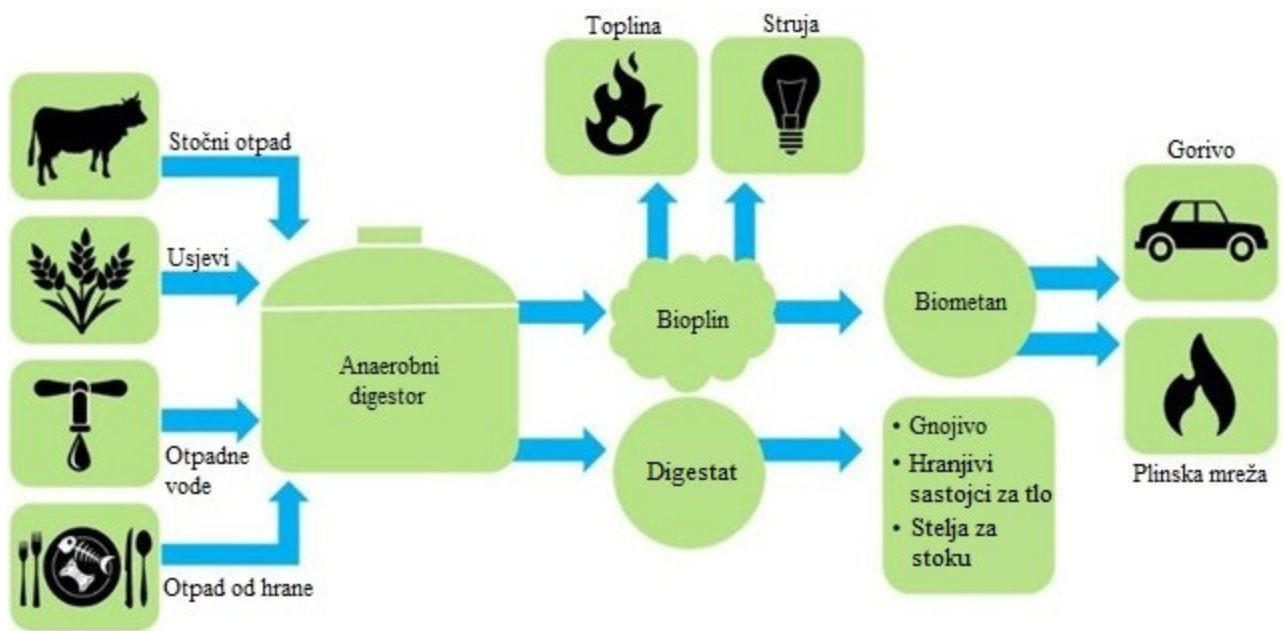 Toplina
Struja
Stočni otpad
Gorivo
Usjevi
Anaerobni
digestor
Bioplin
Biometan
Otpadne
vode
Digestat
• Gnojivo
• Hranjivi
sastojci za tlo
• Stelja za
stoku
Plinska mreža
Otpad od hrane